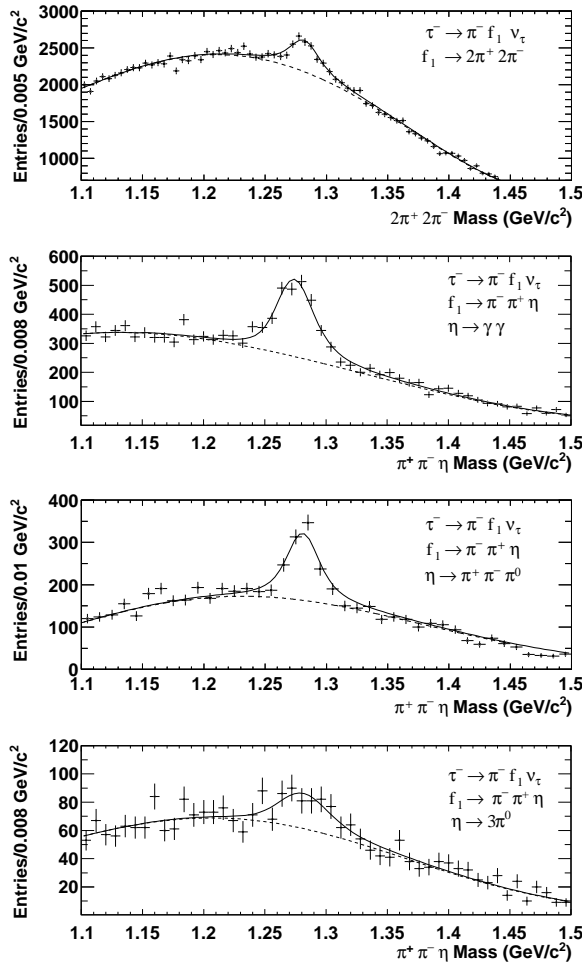 Entries/0.005 GeV/c²
2500
2000
1500
1000
τ⁻ → π⁻ f₁ ν_τ
f₁ → 2π⁺ 2π⁻
1.1 1.15 1.2 1.25 1.3 1.35 1.4 1.45 1.5
2π⁺ 2π⁻ Mass (GeV/c²)
Entries/0.008 GeV/c²
600
500
400
300
200
100
τ⁻ → π⁻ f₁ ν_τ
f₁ → π⁻ π⁺ η
η → γ γ
1.1 1.15 1.2 1.25 1.3 1.35 1.4 1.45 1.5
π⁺ π⁻ η Mass (GeV/c²)
Entries/0.01 GeV/c²
400
300
200
100
0
τ⁻ → π⁻ f₁ ν_τ
f₁ → π⁻ π⁺ η
η → π⁺ π⁻ π⁰
1.1 1.15 1.2 1.25 1.3 1.35 1.4 1.45 1.5
π⁺ π⁻ η Mass (GeV/c²)
Entries/0.008 GeV/c²
120
100
80
60
40
20
τ⁻ → π⁻ f₁ ν_τ
f₁ → π⁻ π⁺ η
η → 3π⁰
1.1 1.15 1.2 1.25 1.3 1.35 1.4 1.45 1.5
π⁺ π⁻ η Mass (GeV/c²)